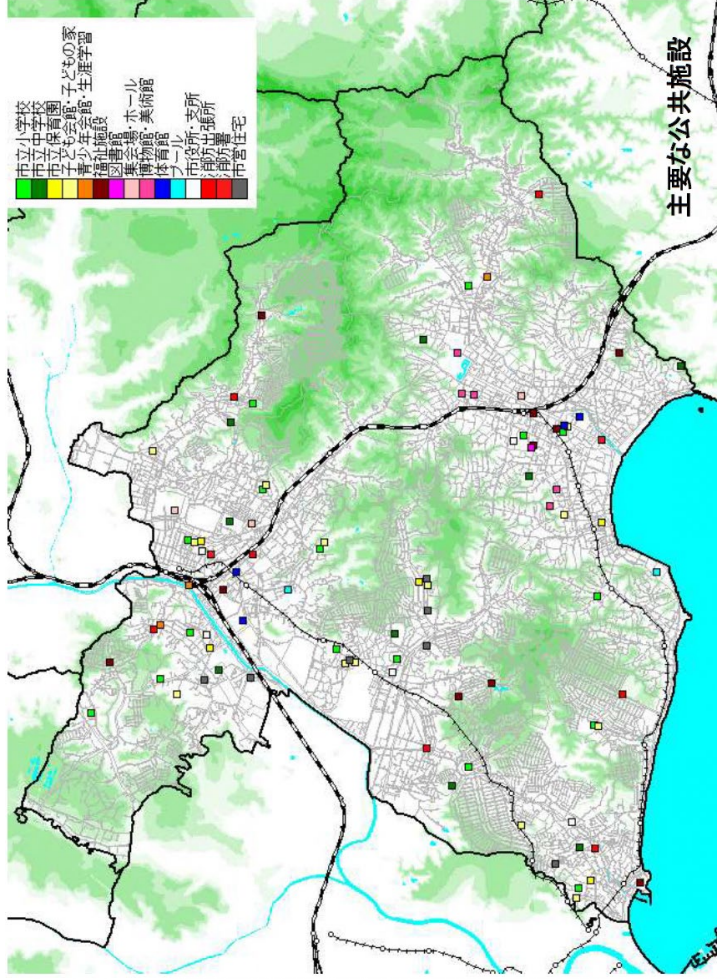 市立小学校
市立中学校
市立保育園
子ども会館・子どもの家
青少年会館・生涯学習
福祉施設
図書館
集会場・ホール
博物館・美術館
体育館
プール
市役所・支所
消防出張所
消防署
市営住宅
主要な公共施設